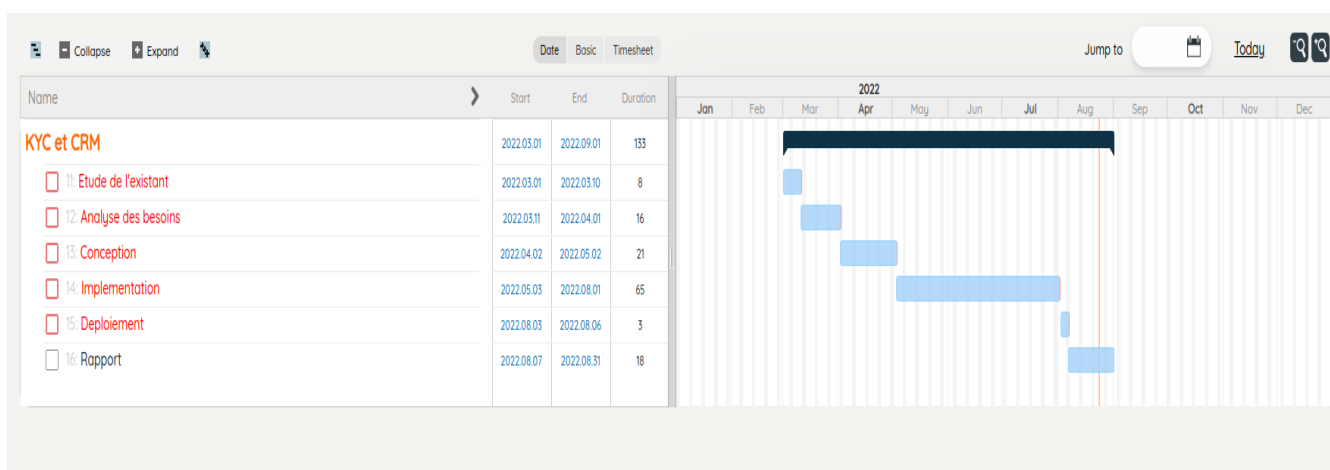 Collapse Expand Date Basic Timesheet Jump to Today
Name Start End Duration
2022
Jan Feb Mar Apr May Jun Jul Aug Sep Oct Nov Dec
KYC et CRM 2022.03.01 2022.09.01 133
11: Etude de l'existant 2022.03.01 2022.03.10 8
12: Analyse des besoins 2022.03.11 2022.04.01 16
13: Conception 2022.04.02 2022.05.02 21
14: Implementation 2022.05.03 2022.08.01 65
15: Deploiement 2022.08.03 2022.08.06 3
16: Rapport 2022.08.07 2022.08.31 18